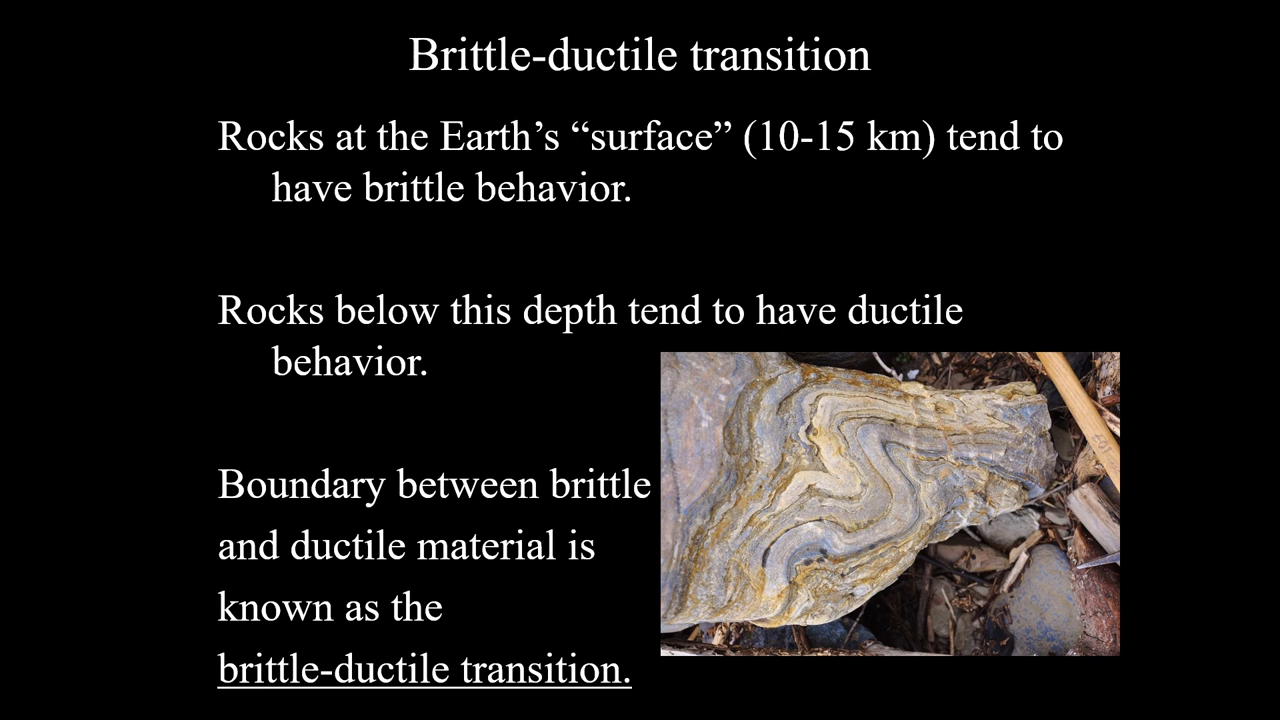 Brittle-ductile transition
Rocks at the Earth’s “surface” (10-15 km) tend to
have brittle behavior.
Rocks below this depth tend to have ductile
behavior.
Boundary between brittle
and ductile material is
known as the
brittle-ductile transition.